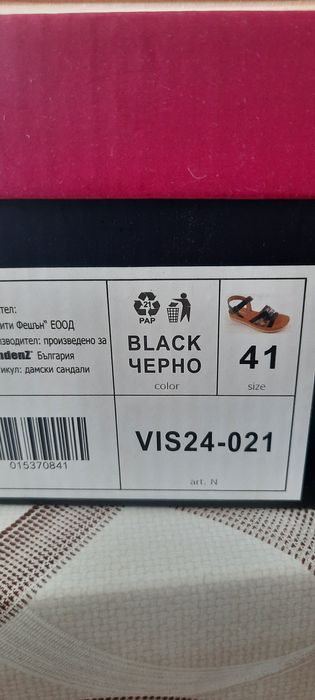 тел:
ити Фешън" ЕООД
зводител: произведено за
ndenZ България
икул: дамски сандали
015370841
21
PAP
BLACK
ЧЕРНО
color
41
size
VIS24-021
art. N